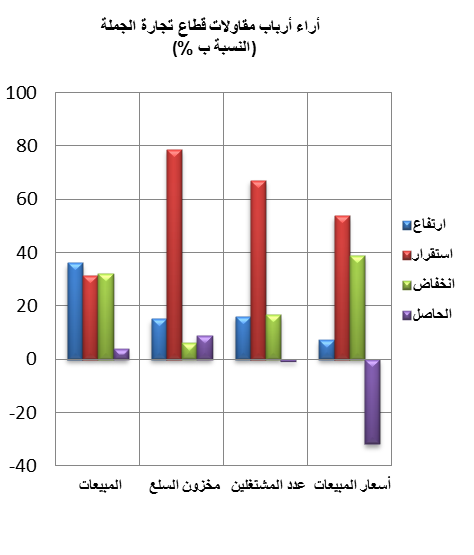 أراء أرباب مقاولات قطاع تجارة الجملة
(النسبة ب %)
100
80
60
40
20
0
-20
-40
ارتفاع
استقرار
انخفاض
الحاصل
المبيعات
مخزون السلع
عدد المشتغلين
أسعار المبيعات